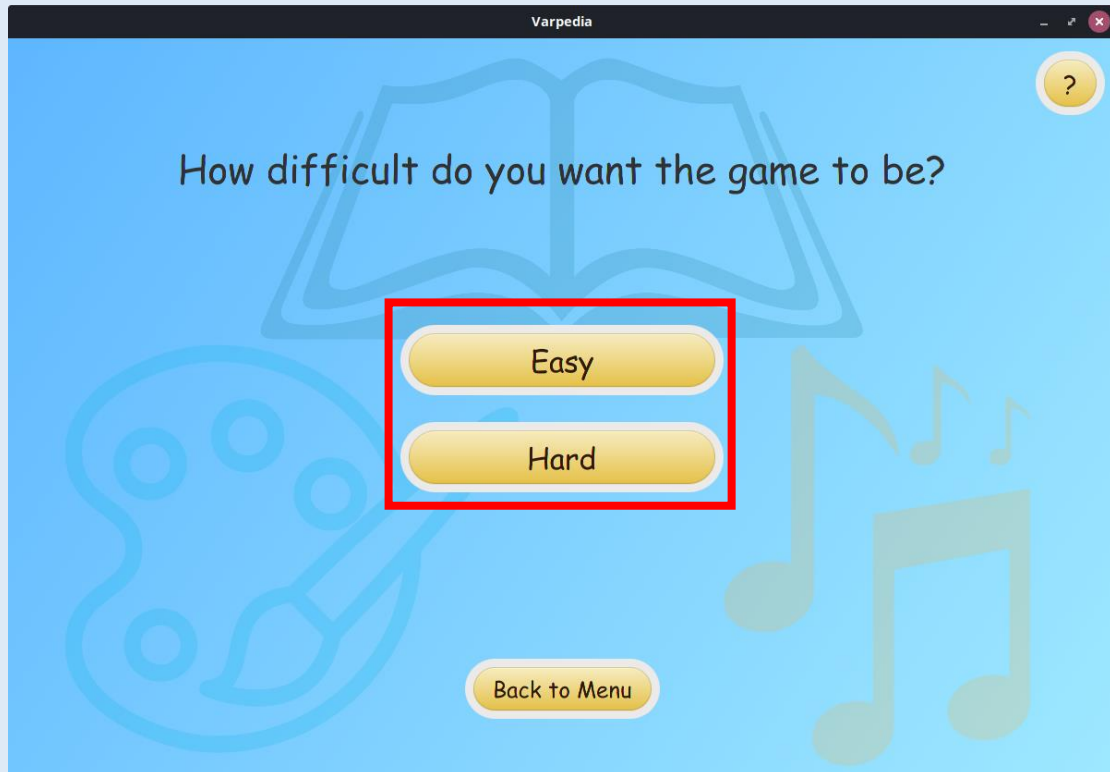 Varpedia
?
How difficult do you want the game to be?
Easy
Hard
Back to Menu